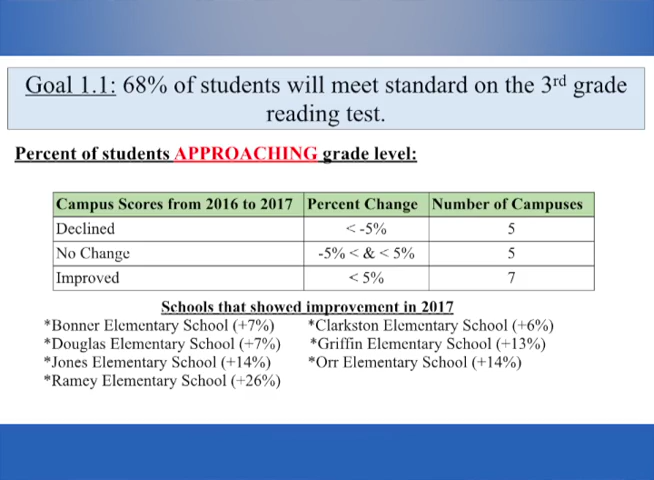 Goal 1.1: 68% of students will meet standard on the 3rd grade
reading test.
Percent of students APPROACHING grade level:
Campus Scores from 2016 to 2017 Percent Change Number of Campuses
Declined < -5% 5
No Change -5% < & < 5% 5
Improved < 5% 7
Schools that showed improvement in 2017
*Bonner Elementary School (+7%) *Clarkston Elementary School (+6%)
*Douglas Elementary School (+7%) *Griffin Elementary School (+13%)
*Jones Elementary School (+14%) *Orr Elementary School (+14%)
*Ramey Elementary School (+26%)